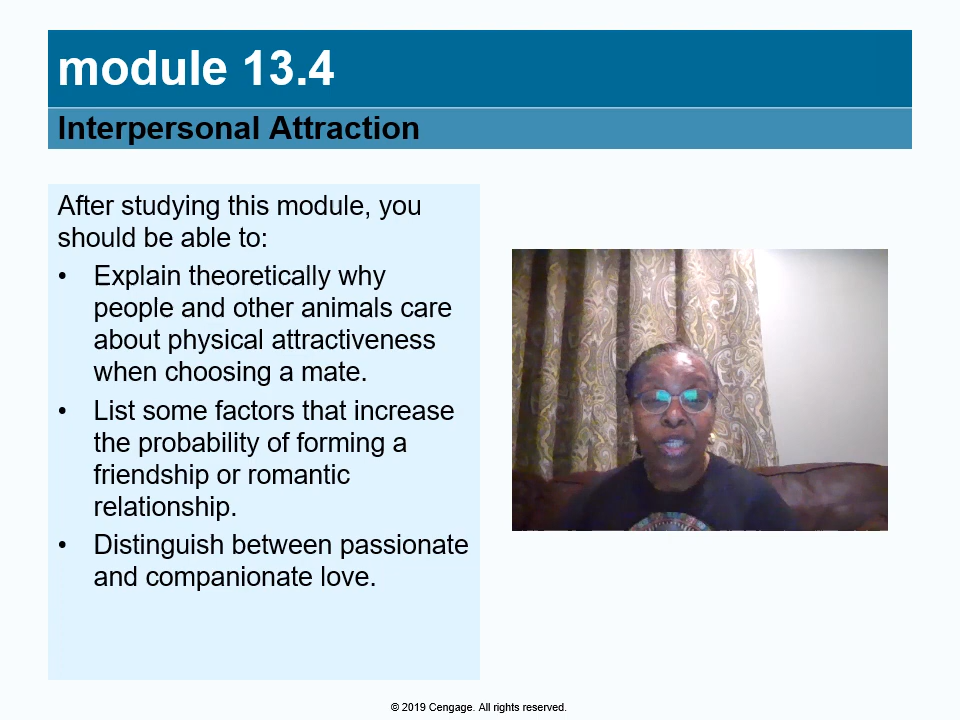 module 13.4
Interpersonal Attraction
After studying this module, you
should be able to:
• Explain theoretically why
people and other animals care
about physical attractiveness
when choosing a mate.
• List some factors that increase
the probability of forming a
friendship or romantic
relationship.
• Distinguish between passionate
and companionate love.
© 2019 Cengage. All rights reserved.